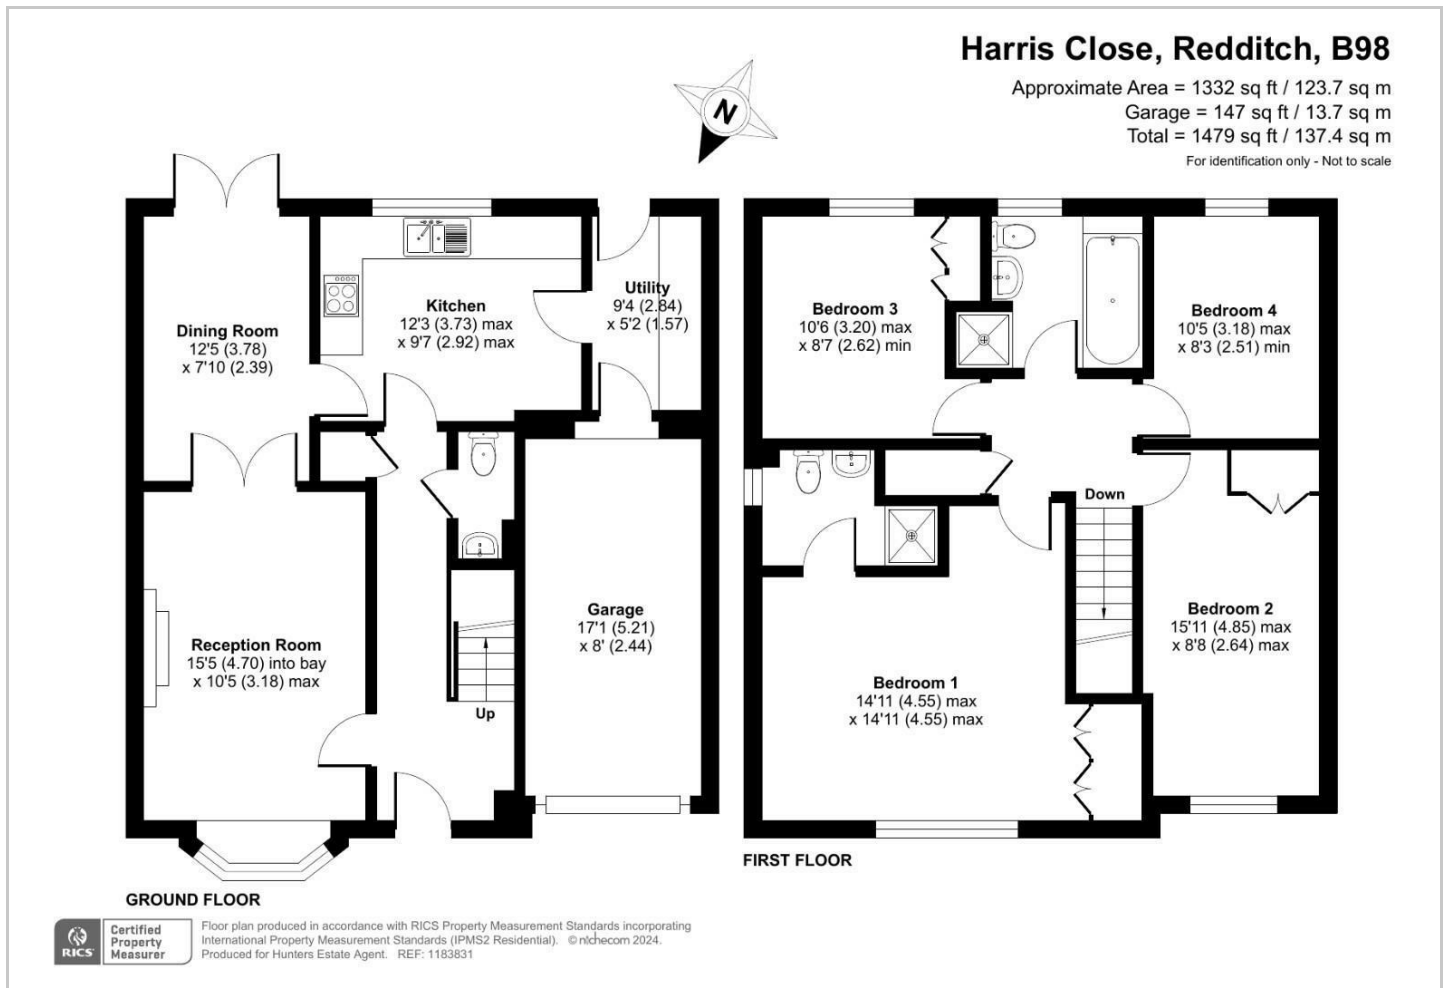 Harris Close, Redditch, B98
Approximate Area = 1332 sq ft / 123.7 sq m
Garage = 147 sq ft / 13.7 sq m
Total = 1479 sq ft / 137.4 sq m
For identification only - Not to scale
N
Dining Room
12'5 (3.78)
x 7'10 (2.39)
Kitchen
12'3 (3.73) max
x 9'7 (2.92) max
Utility
9'4 (2.84)
x 5'2 (1.57)
Reception Room
15'5 (4.70) into bay
x 10'5 (3.18) max
Up
Garage
17'1 (5.21)
x 8' (2.44)
GROUND FLOOR
Bedroom 3
10'6 (3.20) max
x 8'7 (2.62) min
Bedroom 4
10'5 (3.18) max
x 8'3 (2.51) min
Down
Bedroom 2
15'11 (4.85) max
x 8'8 (2.64) max
Bedroom 1
14'11 (4.55) max
x 14'11 (4.55) max
FIRST FLOOR
RICS
Certified
Property
Measurer
Floor plan produced in accordance with RICS Property Measurement Standards incorporating
International Property Measurement Standards (IPMS2 Residential). © nichecom 2024.
Produced for Hunters Estate Agent. REF: 1183831